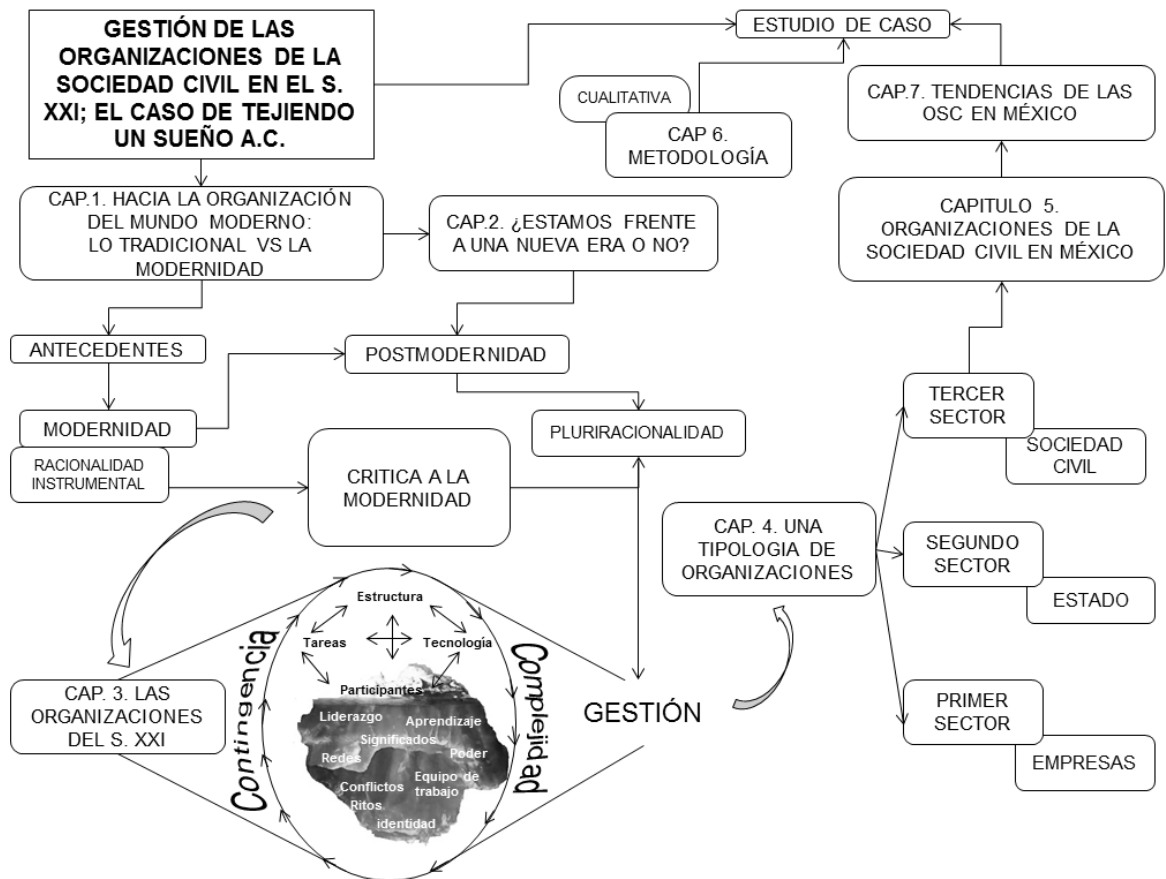 GESTIÓN DE LAS
ORGANIZACIONES DE LA
SOCIEDAD CIVIL EN EL S.
XXI; EL CASO DE TEJIENDO
UN SUEÑO A.C.
ESTUDIO DE CASO
CUALITATIVA
CAP 6.
METODOLOGÍA
CAP.7. TENDENCIAS DE LAS
OSC EN MÉXICO
CAP.1. HACIA LA ORGANIZACIÓN
DEL MUNDO MODERNO:
LO TRADICIONAL VS LA
MODERNIDAD
CAP.2. ¿ESTAMOS FRENTE
A UNA NUEVA ERA O NO?
CAPITULO 5.
ORGANIZACIONES DE LA
SOCIEDAD CIVIL EN MÉXICO
ANTECEDENTES
POSTMODERNIDAD
MODERNIDAD
RACIONALIDAD
INSTRUMENTAL
CRITICA A LA
MODERNIDAD
PLURIRACIONALIDAD
TERCER
SECTOR
SOCIEDAD
CIVIL
CAP. 4. UNA
TIPOLOGIA DE
ORGANIZACIONES
SEGUNDO
SECTOR
ESTADO
PRIMER
SECTOR
EMPRESAS
CAP. 3. LAS
ORGANIZACIONES
DEL S. XXI
Contingencia
Estructura
Tareas
Tecnología
Participantes
Liderazgo
Aprendizaje
Significados
Redes
Poder
Conflictos
Equipo de
trabajo
Ritos
identidad
Complejidad
GESTIÓN